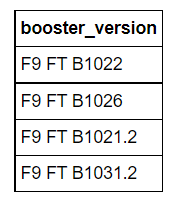 booster_version
F9 FT B1022
F9 FT B1026
F9 FT B1021.2
F9 FT B1031.2